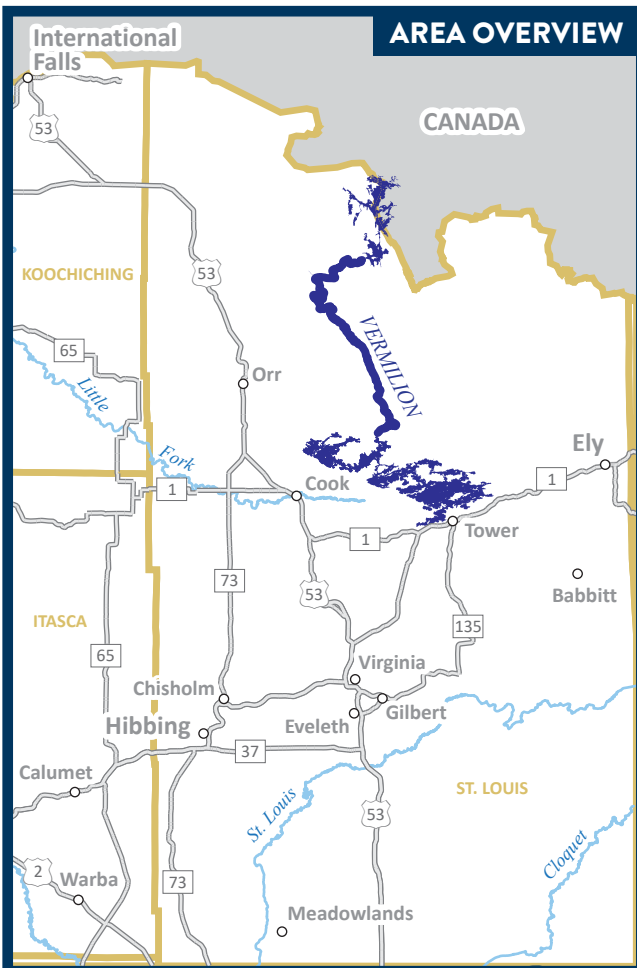 AREA OVERVIEW
International
Falls
53
CANADA
KOOCHICHING
53
65
Little
Fork
VERMILION
Orr
Ely
1
Cook
1
1
Tower
53
73
Babbitt
ITASCA
135
65
Virginia
Chisholm
Gilbert
Hibbing
Eveleth
37
Calumet
ST. LOUIS
St. Louis
53
2
Cloquet
73
Warba
Meadowlands